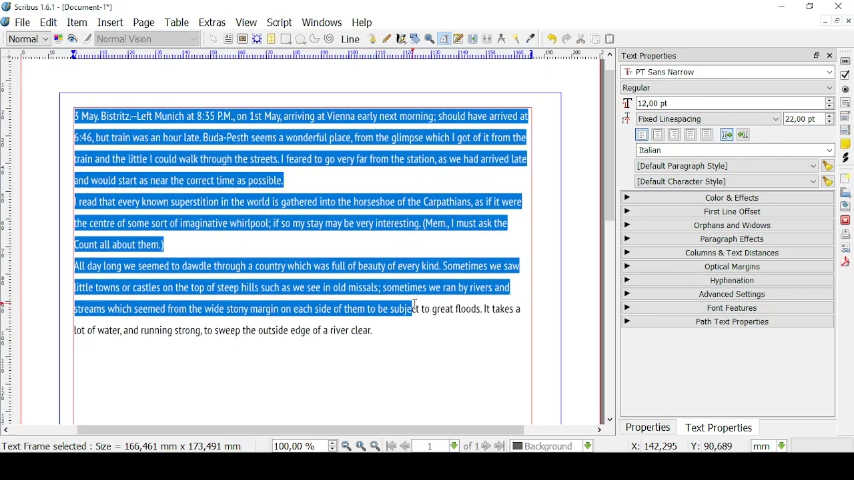 Scribus 1.6.1 - [Document-1*]
File Edit Item Insert Page Table Extras View Script Windows Help
Normal Normal Vision Line
3 May. Bistritz.--Left Munich at 8:35 P.M., on 1st May, arriving at Vienna early next morning; should have arrived at
6:46, but train was an hour late. Buda-Pesth seems a wonderful place, from the glimpse which I got of it from the
train and the little I could walk through the streets. I feared to go very far from the station, as we had arrived late
and would start as near the correct time as possible.
I read that every known superstition in the world is gathered into the horseshoe of the Carpathians, as if it were
the centre of some sort of imaginative whirlpool; if so my stay may be very interesting. (Mem., I must ask the
Count all about them.)
All day long we seemed to dawdle through a country which was full of beauty of every kind. Sometimes we saw
little towns or castles on the top of steep hills such as we see in old missals; sometimes we ran by rivers and
streams which seemed from the wide stony margin on each side of them to be subject to great floods. It takes a
lot of water, and running strong, to sweep the outside edge of a river clear.
Text Properties
PT Sans Narrow
Regular
12,00 pt
Fixed Linespacing 22,00 pt
Italian
[Default Paragraph Style]
[Default Character Style]
Color & Effects
First Line Offset
Orphans and Widows
Paragraph Effects
Columns & Text Distances
Optical Margins
Hyphenation
Advanced Settings
Font Features
Path Text Properties
Properties Text Properties
Text Frame selected : Size = 166,461 mm x 173,491 mm 100,00 % 1 of 1 Background X: 142,295 Y: 90,689 mm